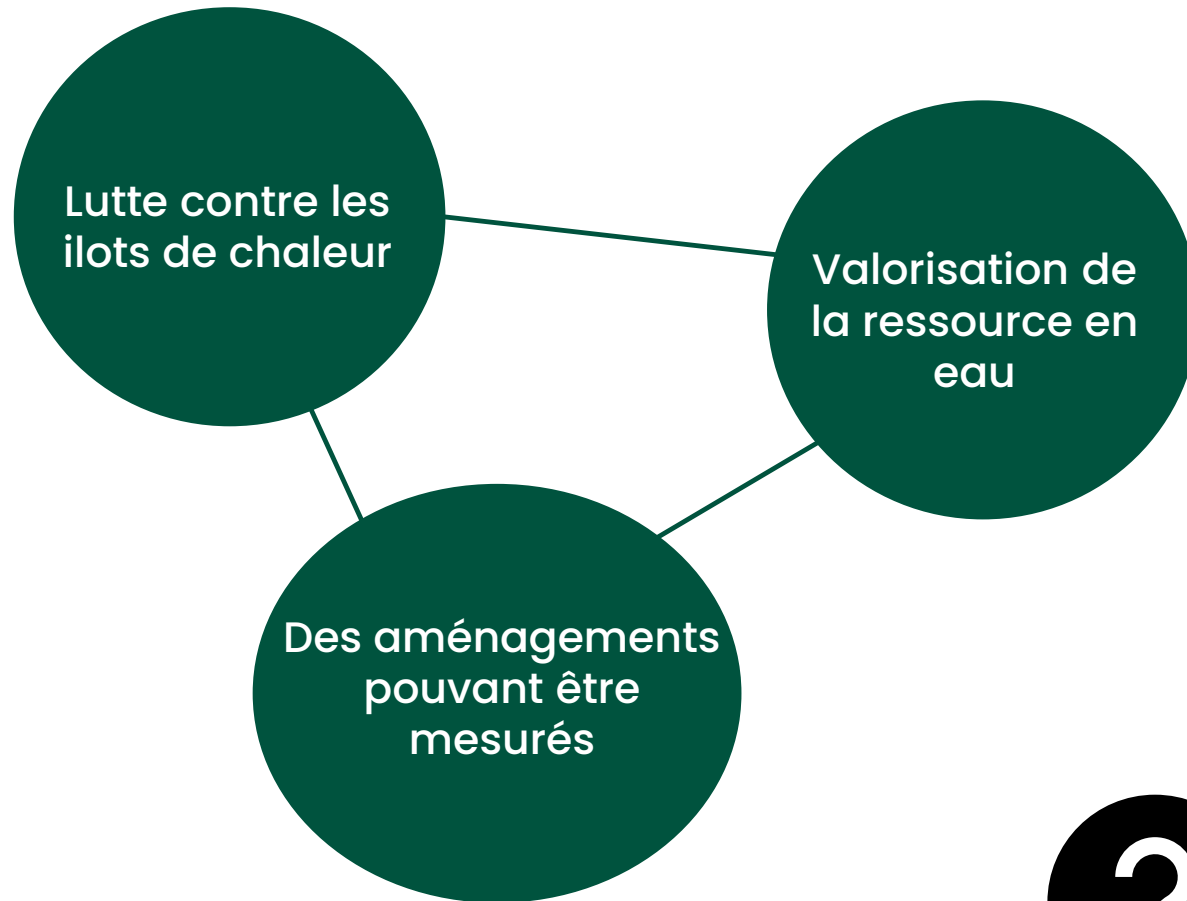 Lutte contre les
ilots de chaleur
Valorisation de
la ressource en
eau
Des aménagements
pouvant être
mesurés